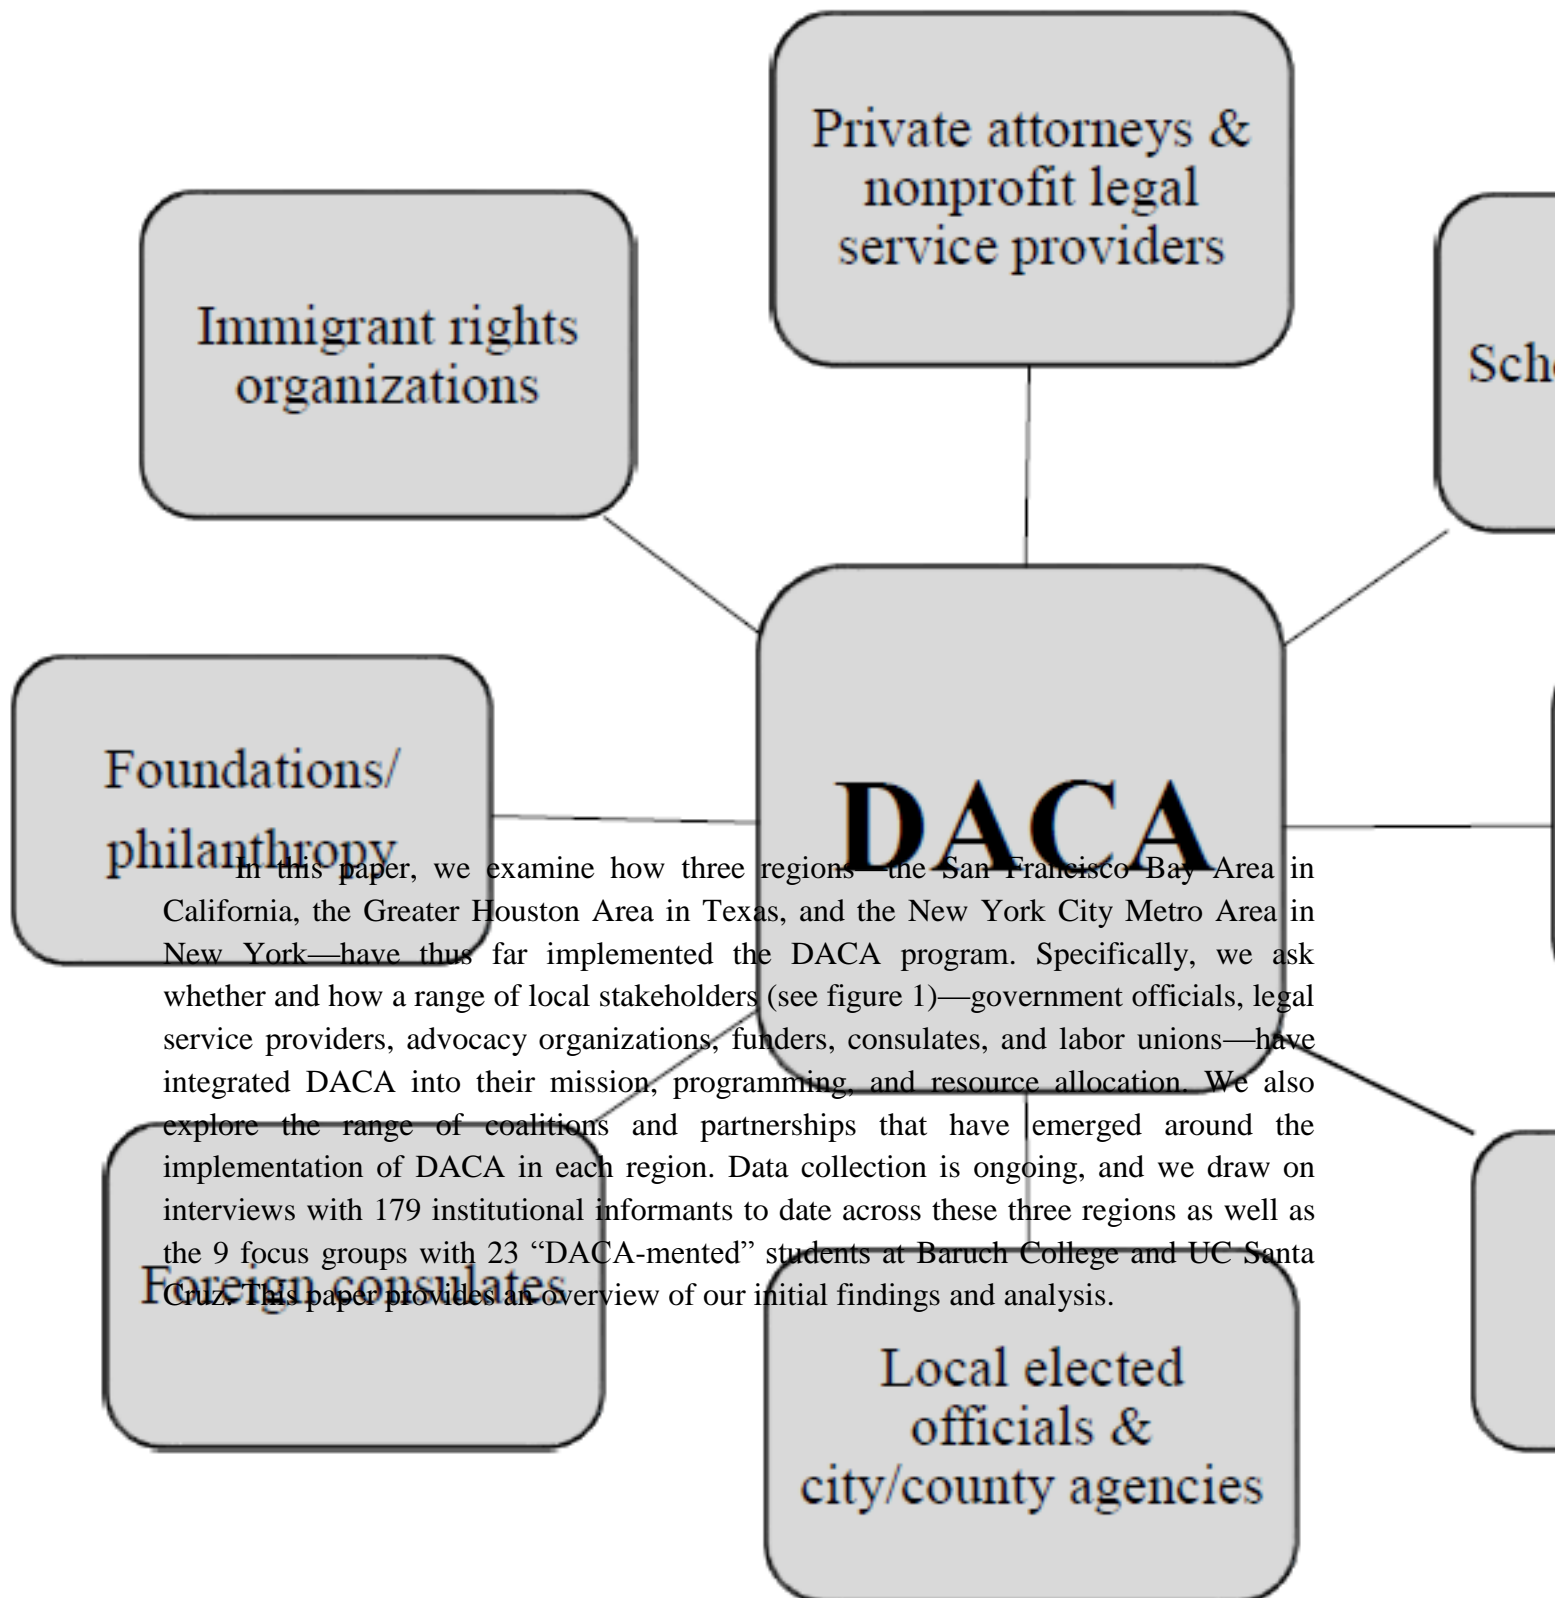 Private attorneys &
nonprofit legal
service providers
Immigrant rights
organizations
Foundations/
philanthropy
DACA
In this paper, we examine how three regions—the San Francisco Bay Area in
California, the Greater Houston Area in Texas, and the New York City Metro Area in
New York—have thus far implemented the DACA program. Specifically, we ask
whether and how a range of local stakeholders (see figure 1)—government officials, legal
service providers, advocacy organizations, funders, consulates, and labor unions—have
integrated DACA into their mission, programming, and resource allocation. We also
explore the range of coalitions and partnerships that have emerged around the
implementation of DACA in each region. Data collection is ongoing, and we draw on
interviews with 179 institutional informants to date across these three regions as well as
the 9 focus groups with 23 “DACA-mented” students at Baruch College and UC Santa
Cruz. This paper provides an overview of our initial findings and analysis.
Foreign consulates
Local elected
officials &
city/county agencies